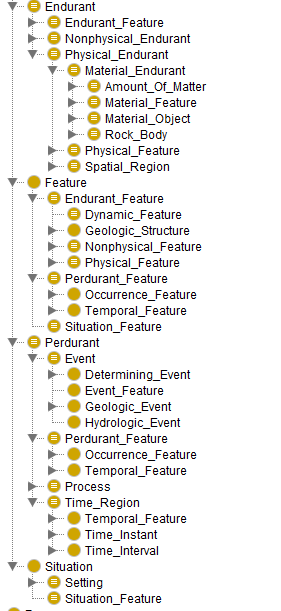 Endurant
Endurant_Feature
Nonphysical_Endurant
Physical_Endurant
Material_Endurant
Amount_Of_Matter
Material_Feature
Material_Object
Rock_Body
Physical_Feature
Spatial_Region
Feature
Endurant_Feature
Dynamic_Feature
Geologic_Structure
Nonphysical_Feature
Physical_Feature
Perdurant_Feature
Occurrence_Feature
Temporal_Feature
Situation_Feature
Perdurant
Event
Determining_Event
Event_Feature
Geologic_Event
Hydrologic_Event
Perdurant_Feature
Occurrence_Feature
Temporal_Feature
Process
Time_Region
Temporal_Feature
Time_Instant
Time_Interval
Situation
Setting
Situation_Feature